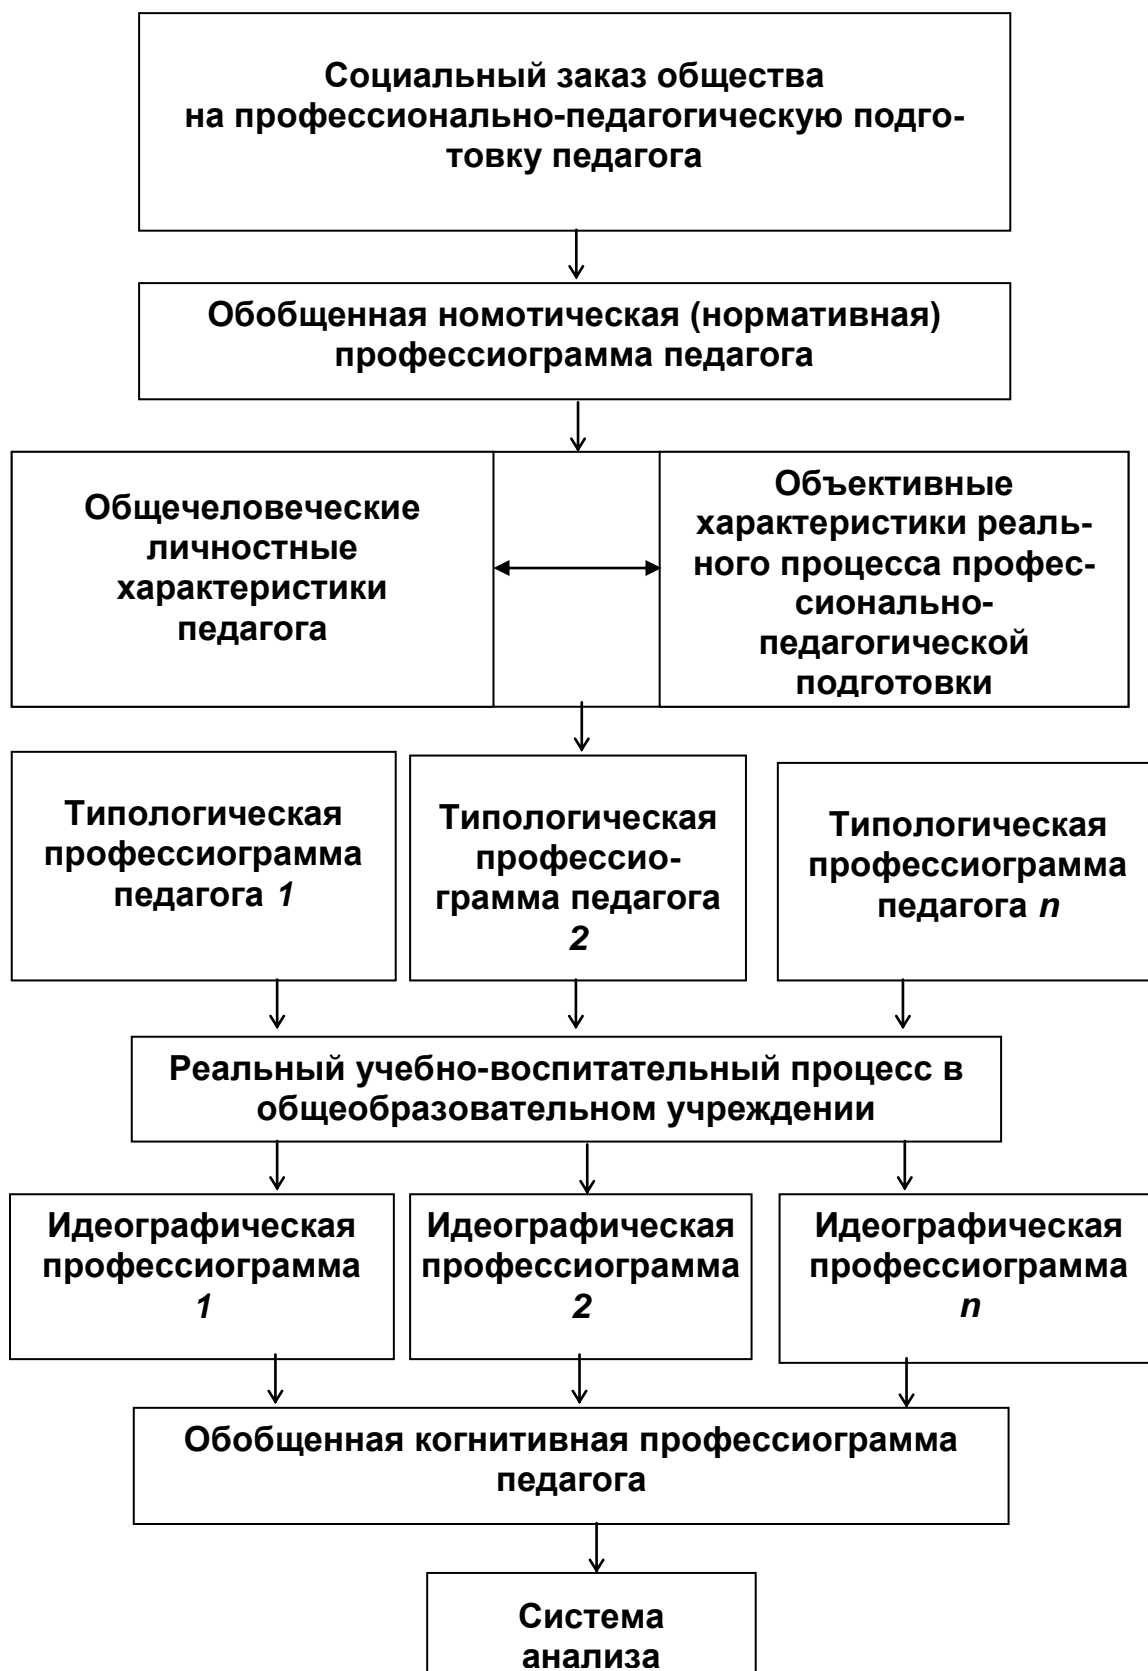 Социальный заказ общества
на профессионально-педагогическую подго-
товку педагога
Обобщенная номотическая (нормативная)
профессиограмма педагога
Общечеловеческие
личностные
характеристики
педагога
Объективные
характеристики реаль-
ного процесса профес-
сионально-
педагогической
подготовки
Типологическая
профессиограмма
педагога 1
Типологическая
профессио-
грамма педагога
2
Типологическая
профессиограмма
педагога n
Реальный учебно-воспитательный процесс в
общеобразовательном учреждении
Идеографическая
профессиограмма
1
Идеографическая
профессиограмма
2
Идеографическая
профессиограмма
n
Обобщенная когнитивная профессиограмма
педагога
Система
анализа